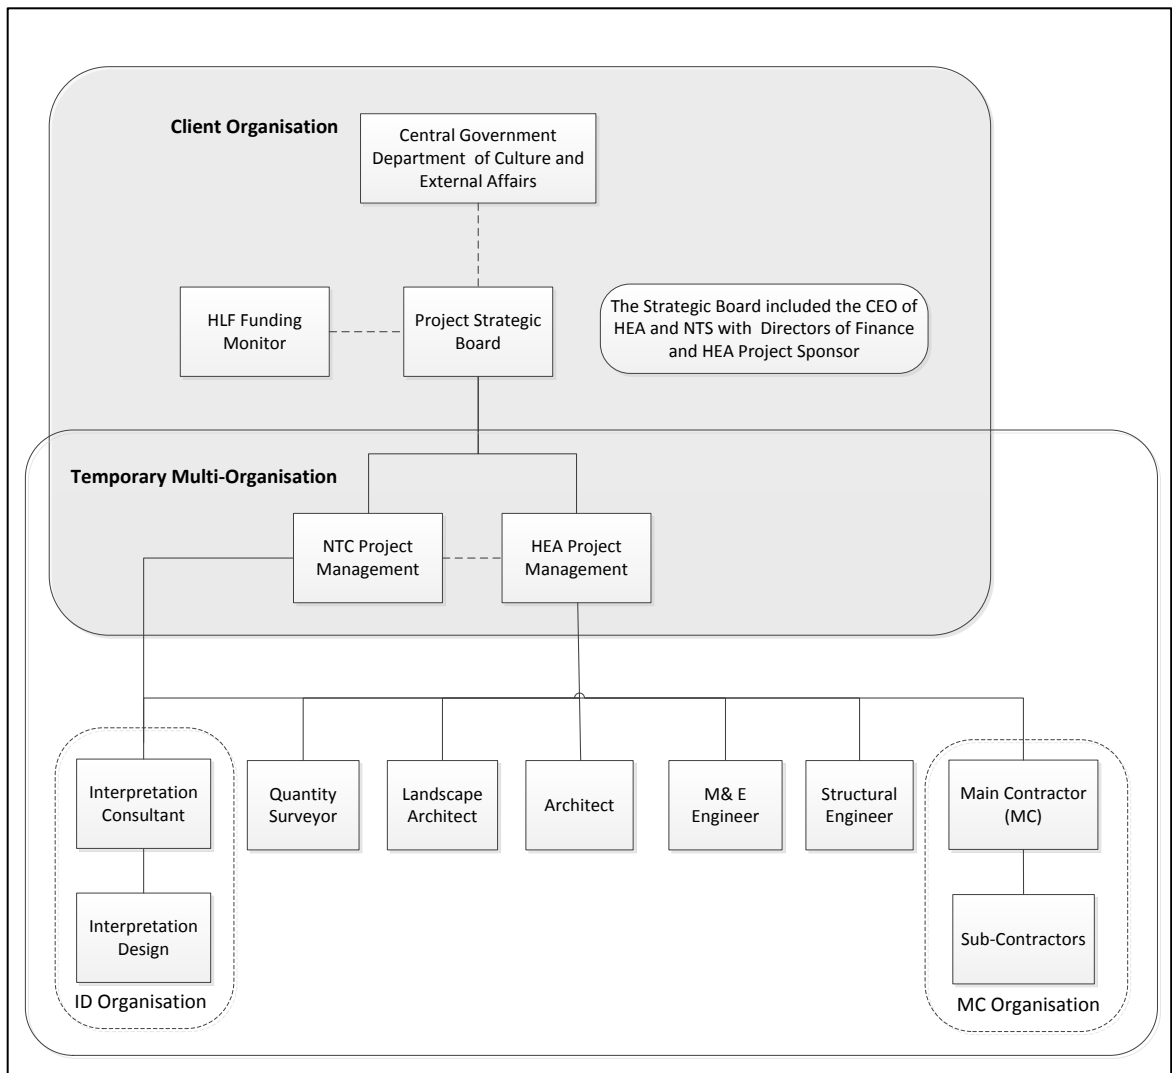 Client Organisation
Central Government
Department of Culture and
External Affairs
HLF Funding
Monitor
Project Strategic
Board
The Strategic Board included the CEO of
HEA and NTS with Directors of Finance
and HEA Project Sponsor
Temporary Multi-Organisation
NTC Project
Management
HEA Project
Management
Interpretation
Consultant
Quantity
Surveyor
Landscape
Architect
Architect
M& E
Engineer
Structural
Engineer
Main Contractor
(MC)
Interpretation
Design
Sub-Contractors
ID Organisation
MC Organisation